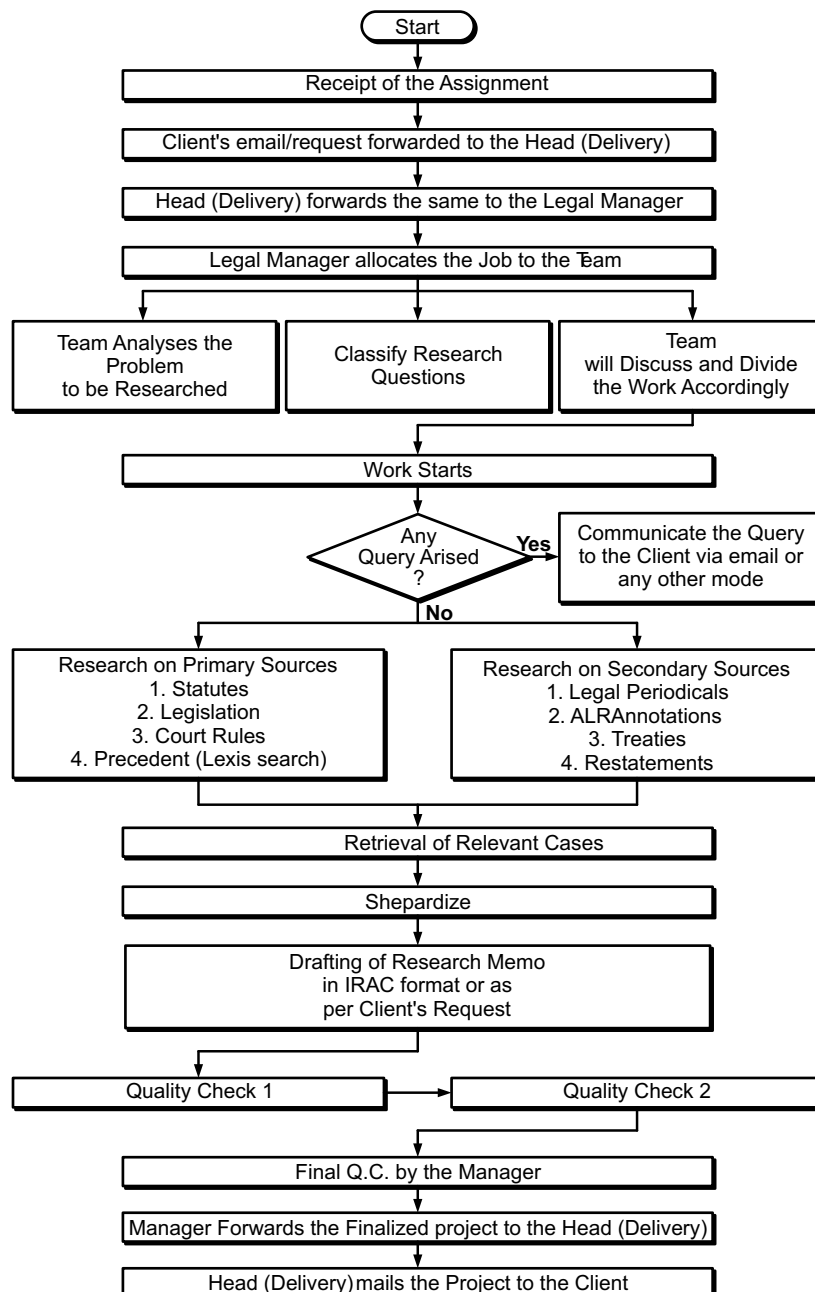 Start
Receipt of the Assignment
Client's email/request forwarded to the Head (Delivery)
Head (Delivery) forwards the same to the Legal Manager
Legal Manager allocates the Job to the Team
Team Analyses the
Problem
to be Researched
Classify Research
Questions
Team
will Discuss and Divide
the Work Accordingly
Work Starts
Any
Query Arised
?
Yes
Communicate the Query
to the Client via email or
any other mode
No
Research on Primary Sources
1. Statutes
2. Legislation
3. Court Rules
4. Precedent (Lexis search)
Research on Secondary Sources
1. Legal Periodicals
2. ALRAnnotations
3. Treaties
4. Restatements
Retrieval of Relevant Cases
Shepardize
Drafting of Research Memo
in IRAC format or as
per Client's Request
Quality Check 1
Quality Check 2
Final Q.C. by the Manager
Manager Forwards the Finalized project to the Head (Delivery)
Head (Delivery) mails the Project to the Client